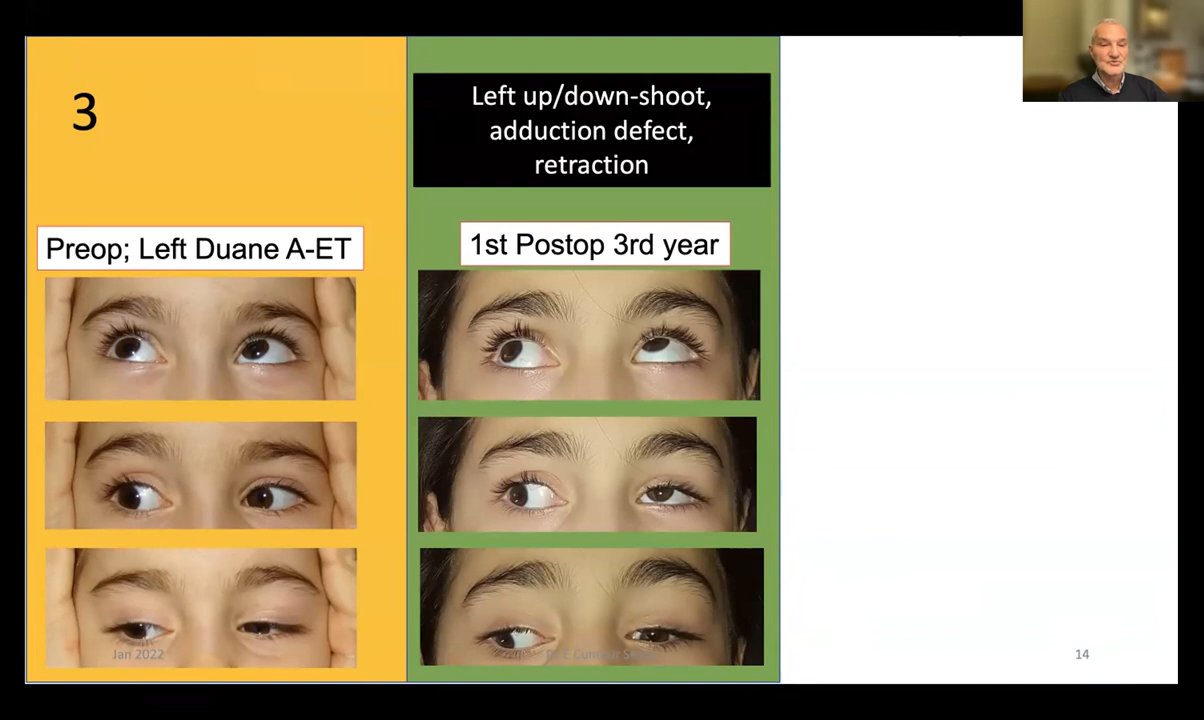 3
Left up/down-shoot,
adduction defect,
retraction
Preop; Left Duane A-ET
1st Postop 3rd year
Jan 2022
14